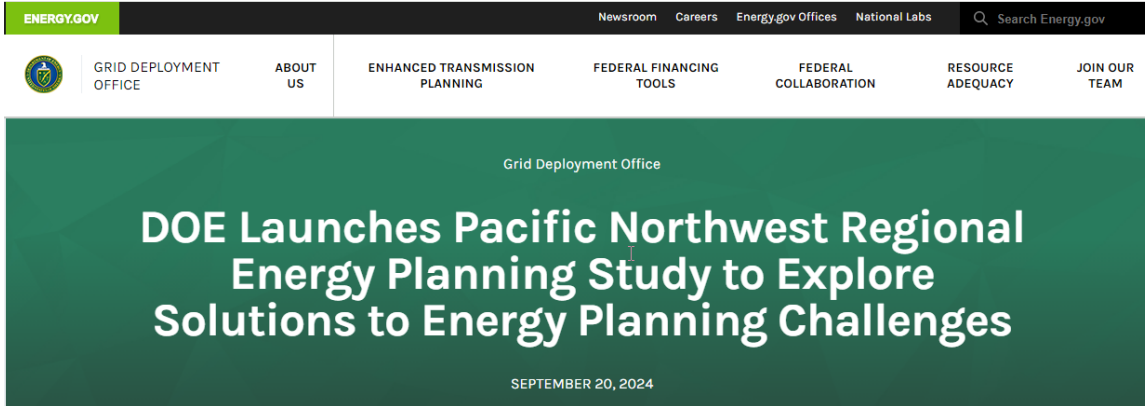 ENERGY.GOV
Newsroom Careers Energy.gov Offices National Labs Search Energy.gov
GRID DEPLOYMENT
OFFICE
ABOUT
US
ENHANCED TRANSMISSION
PLANNING
FEDERAL FINANCING
TOOLS
FEDERAL
COLLABORATION
RESOURCE
ADEQUACY
JOIN OUR
TEAM
Grid Deployment Office
DOE Launches Pacific Northwest Regional
Energy Planning Study to Explore
Solutions to Energy Planning Challenges
SEPTEMBER 20, 2024